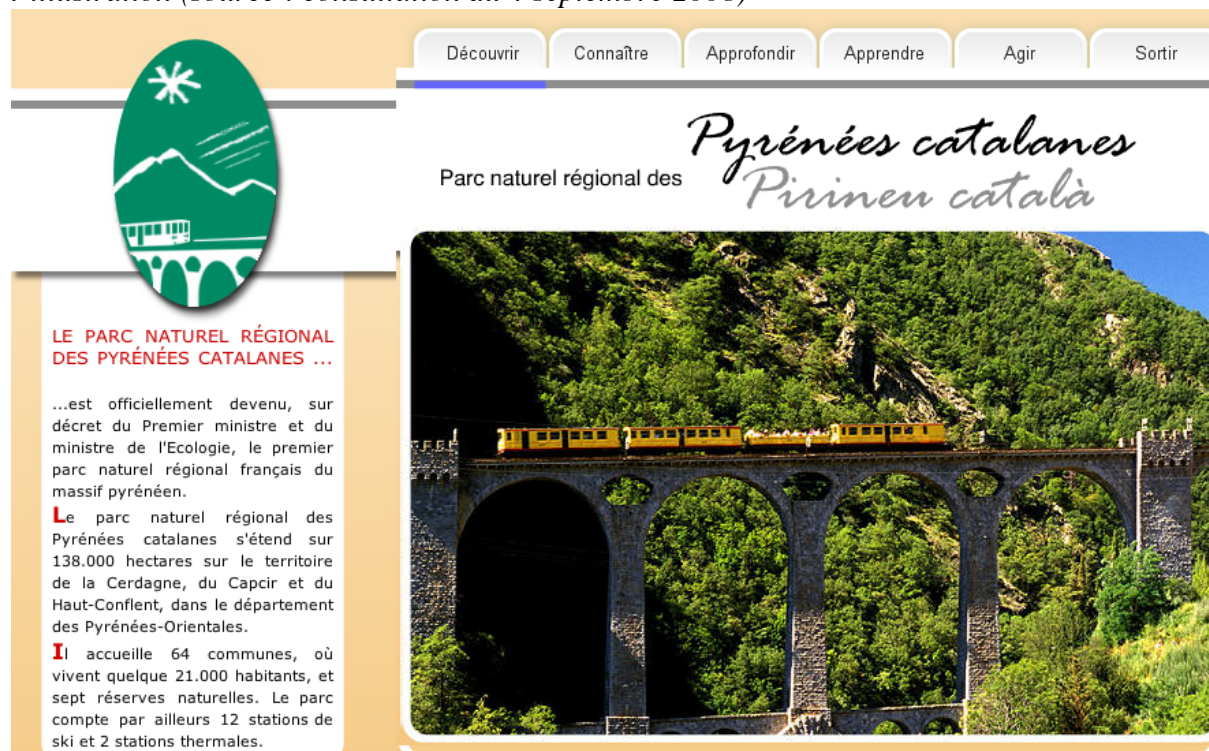 l'illustration (source : consultation du septembre
Découvrir Connaître Approfondir Apprendre Agir Sortir
Pyrénées catalanes
Parc naturel régional des
Pirineu català
LE PARC NATUREL RÉGIONAL
DES PYRÉNÉES CATALANES ...
...est officiellement devenu, sur
décret du Premier ministre et du
ministre de l'Ecologie, le premier
parc naturel régional français du
massif pyrénéen.
Le parc naturel régional des
Pyrénées catalanes s'étend sur
138.000 hectares sur le territoire
de la Cerdagne, du Capcir et du
Haut-Conflent, dans le département
des Pyrénées-Orientales.
Il accueille 64 communes, où
vivent quelque 21.000 habitants, et
sept réserves naturelles. Le parc
compte par ailleurs 12 stations de
ski et 2 stations thermales.